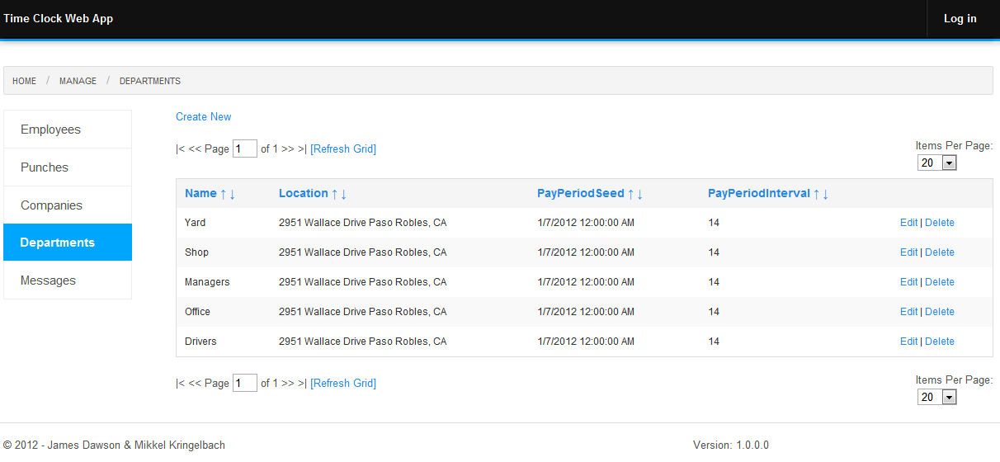 Time Clock Web App Log in
HOME / MANAGE / DEPARTMENTS
Employees
Punches
Companies
Departments
Messages
Create New
|< << Page 1 of 1 >> >| [Refresh Grid]
Items Per Page:
20
Name ↑ ↓ Location ↑ ↓ PayPeriodSeed ↑ ↓ PayPeriodInterval ↑ ↓
Yard 2951 Wallace Drive Paso Robles, CA 1/7/2012 12:00:00 AM 14 Edit | Delete
Shop 2951 Wallace Drive Paso Robles, CA 1/7/2012 12:00:00 AM 14 Edit | Delete
Managers 2951 Wallace Drive Paso Robles, CA 1/7/2012 12:00:00 AM 14 Edit | Delete
Office 2951 Wallace Drive Paso Robles, CA 1/7/2012 12:00:00 AM 14 Edit | Delete
Drivers 2951 Wallace Drive Paso Robles, CA 1/7/2012 12:00:00 AM 14 Edit | Delete
|< << Page 1 of 1 >> >| [Refresh Grid]
Items Per Page:
20
© 2012 - James Dawson & Mikkel Kringelbach Version: 1.0.0.0